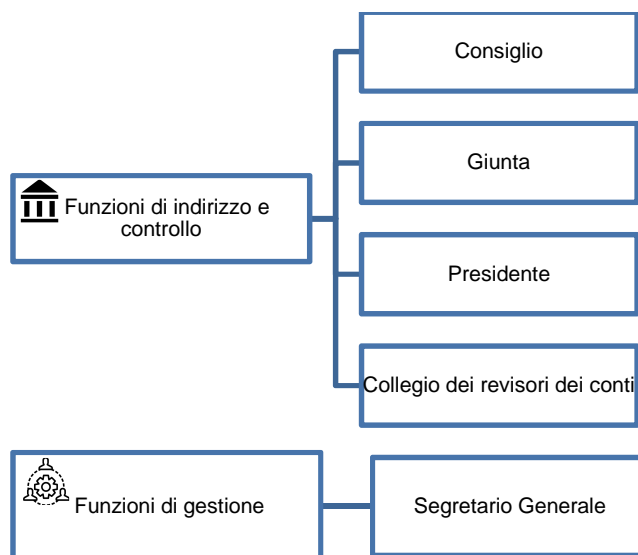 Consiglio
Giunta
Funzioni di indirizzo e
controllo
Presidente
Collegio dei revisori dei conti
Funzioni di gestione
Segretario Generale